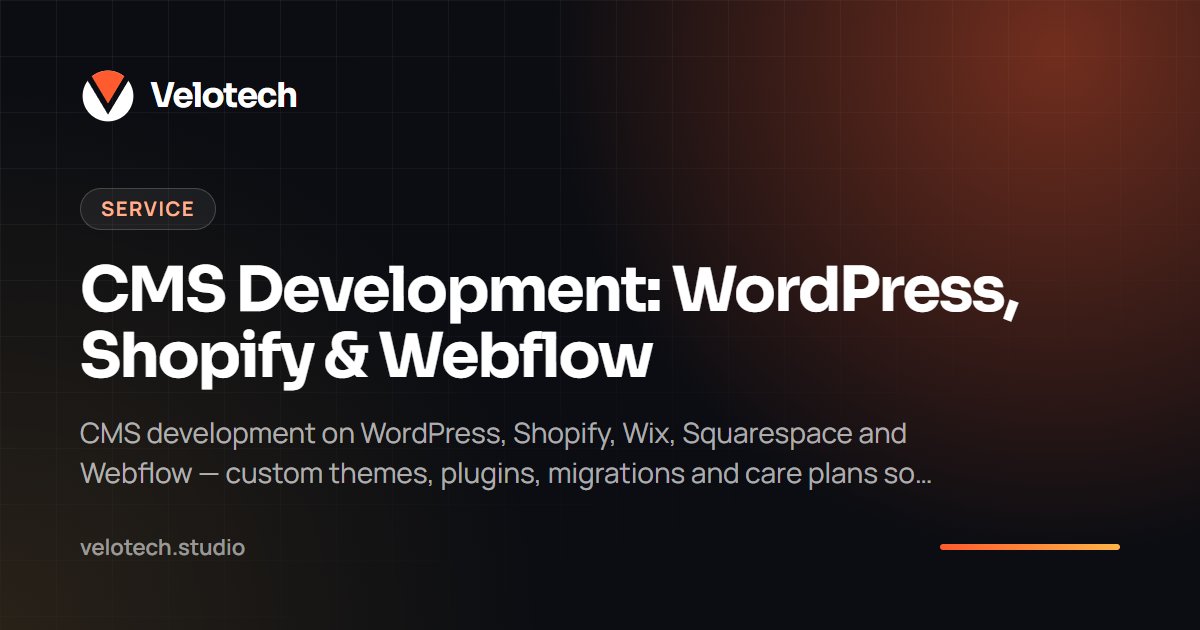 Velotech
SERVICE
CMS Development: WordPress,
Shopify & Webflow
CMS development on WordPress, Shopify, Wix, Squarespace and
Webflow — custom themes, plugins, migrations and care plans so…
velotech.studio